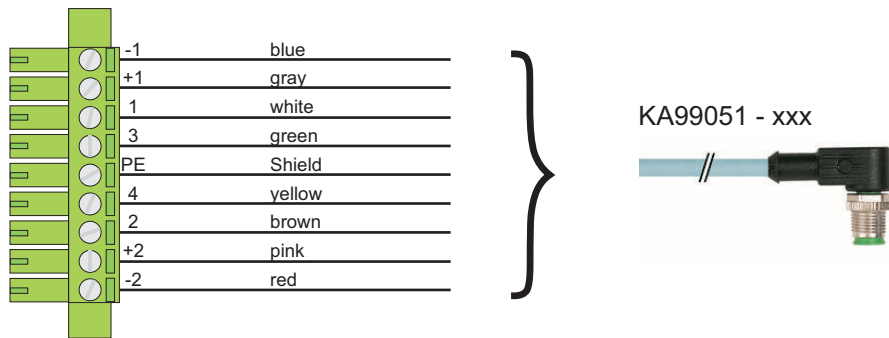 -1 blue
+1 gray
1 white
3 green
PE Shield
4 yellow
2 brown
+2 pink
-2 red
KA99051 - xxx